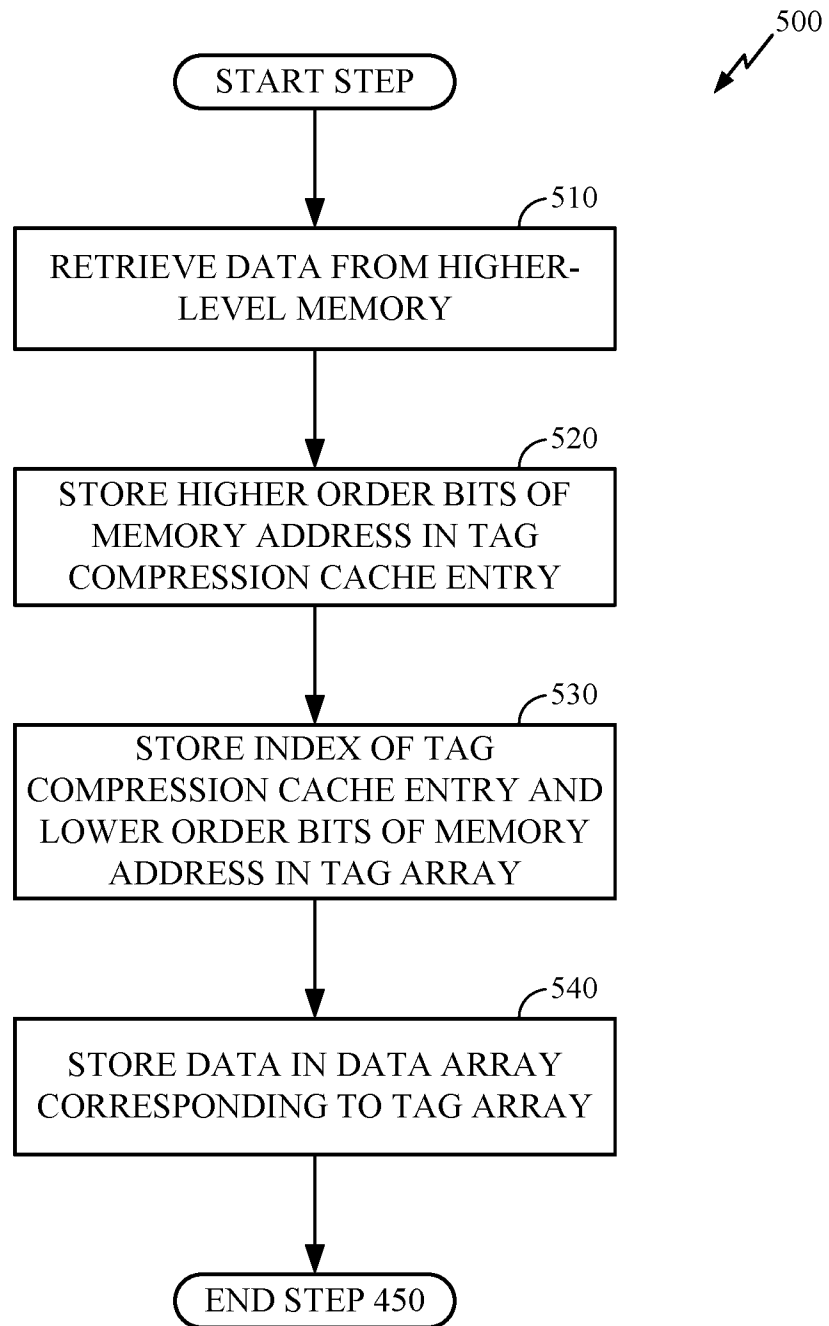 500
START STEP
510
RETRIEVE DATA FROM HIGHER-
LEVEL MEMORY
520
STORE HIGHER ORDER BITS OF
MEMORY ADDRESS IN TAG
COMPRESSION CACHE ENTRY
530
STORE INDEX OF TAG
COMPRESSION CACHE ENTRY AND
LOWER ORDER BITS OF MEMORY
ADDRESS IN TAG ARRAY
540
STORE DATA IN DATA ARRAY
CORRESPONDING TO TAG ARRAY
END STEP 450